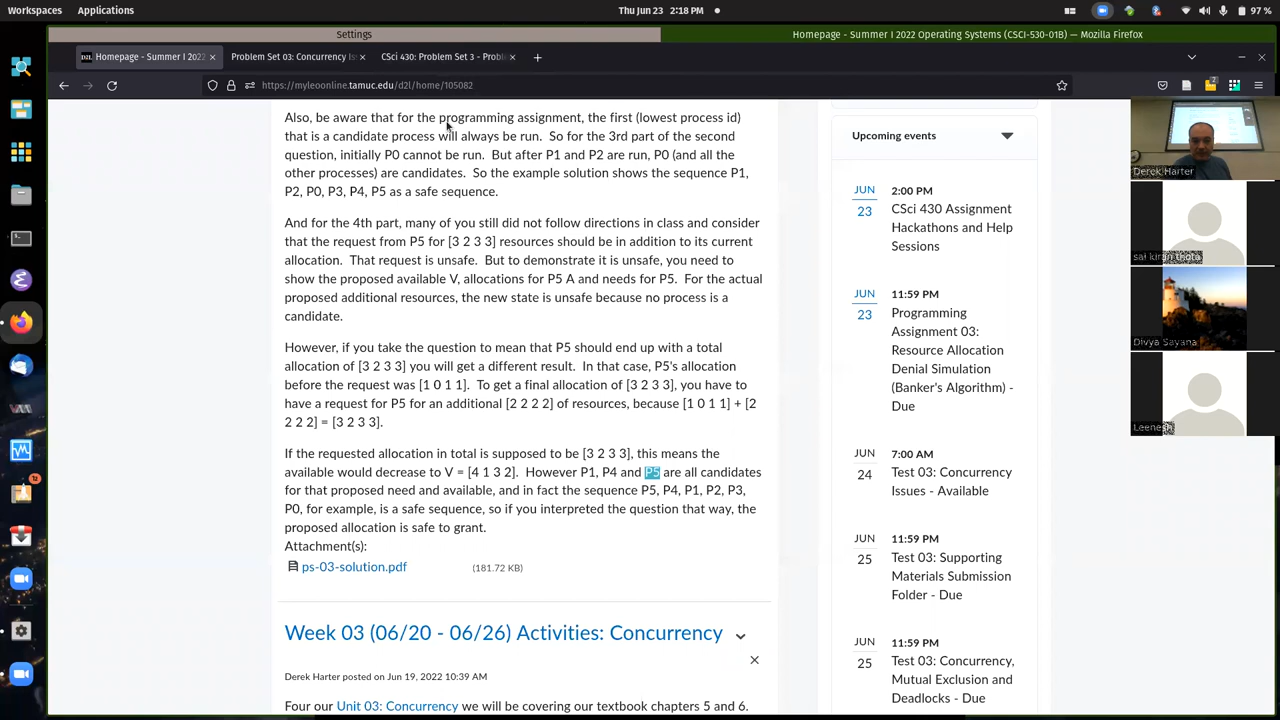 Workspaces
Applications
Thu Jun 23 2:18 PM
97 %
Settings
Homepage - Summer I 2022 Operating Systems (CSCI-530-01B) — Mozilla Firefox
Homepage - Summer I 2022
Problem Set 03: Concurrency Is
CSci 430: Problem Set 3 - Probl
https://myleoonline.tamuc.edu/d2l/home/105082
Also, be aware that for the programming assignment, the first (lowest process id)
that is a candidate process will always be run. So for the 3rd part of the second
question, initially P0 cannot be run. But after P1 and P2 are run, P0 (and all the
other processes) are candidates. So the example solution shows the sequence P1,
P2, P0, P3, P4, P5 as a safe sequence.
And for the 4th part, many of you still did not follow directions in class and consider
that the request from P5 for [3 2 3 3] resources should be in addition to its current
allocation. That request is unsafe. But to demonstrate it is unsafe, you need to
show the proposed available V, allocations for P5 A and needs for P5. For the actual
proposed additional resources, the new state is unsafe because no process is a
candidate.
However, if you take the question to mean that P5 should end up with a total
allocation of [3 2 3 3] you will get a different result. In that case, P5's allocation
before the request was [1 0 1 1]. To get a final allocation of [3 2 3 3], you have to
have a request for P5 for an additional [2 2 2 2] of resources, because [1 0 1 1] + [2
2 2 2] = [3 2 3 3].
If the requested allocation in total is supposed to be [3 2 3 3], this means the
available would decrease to V = [4 1 3 2]. However P1, P4 and P5 are all candidates
for that proposed need and available, and in fact the sequence P5, P4, P1, P2, P3,
P0, for example, is a safe sequence, so if you interpreted the question that way, the
proposed allocation is safe to grant.
Attachment(s):
ps-03-solution.pdf (181.72 KB)
Week 03 (06/20 - 06/26) Activities: Concurrency
Derek Harter posted on Jun 19, 2022 10:39 AM
Four our Unit 03: Concurrency we will be covering our textbook chapters 5 and 6.
Upcoming events
JUN
23
2:00 PM
CSci 430 Assignment
Hackathons and Help
Sessions
JUN
23
11:59 PM
Programming
Assignment 03:
Resource Allocation
Denial Simulation
(Banker's Algorithm) -
Due
JUN
24
7:00 AM
Test 03: Concurrency
Issues - Available
JUN
25
11:59 PM
Test 03: Supporting
Materials Submission
Folder - Due
JUN
25
11:59 PM
Test 03: Concurrency,
Mutual Exclusion and
Deadlocks - Due
Derek Harter
sai kiran thota
Divya Sayana